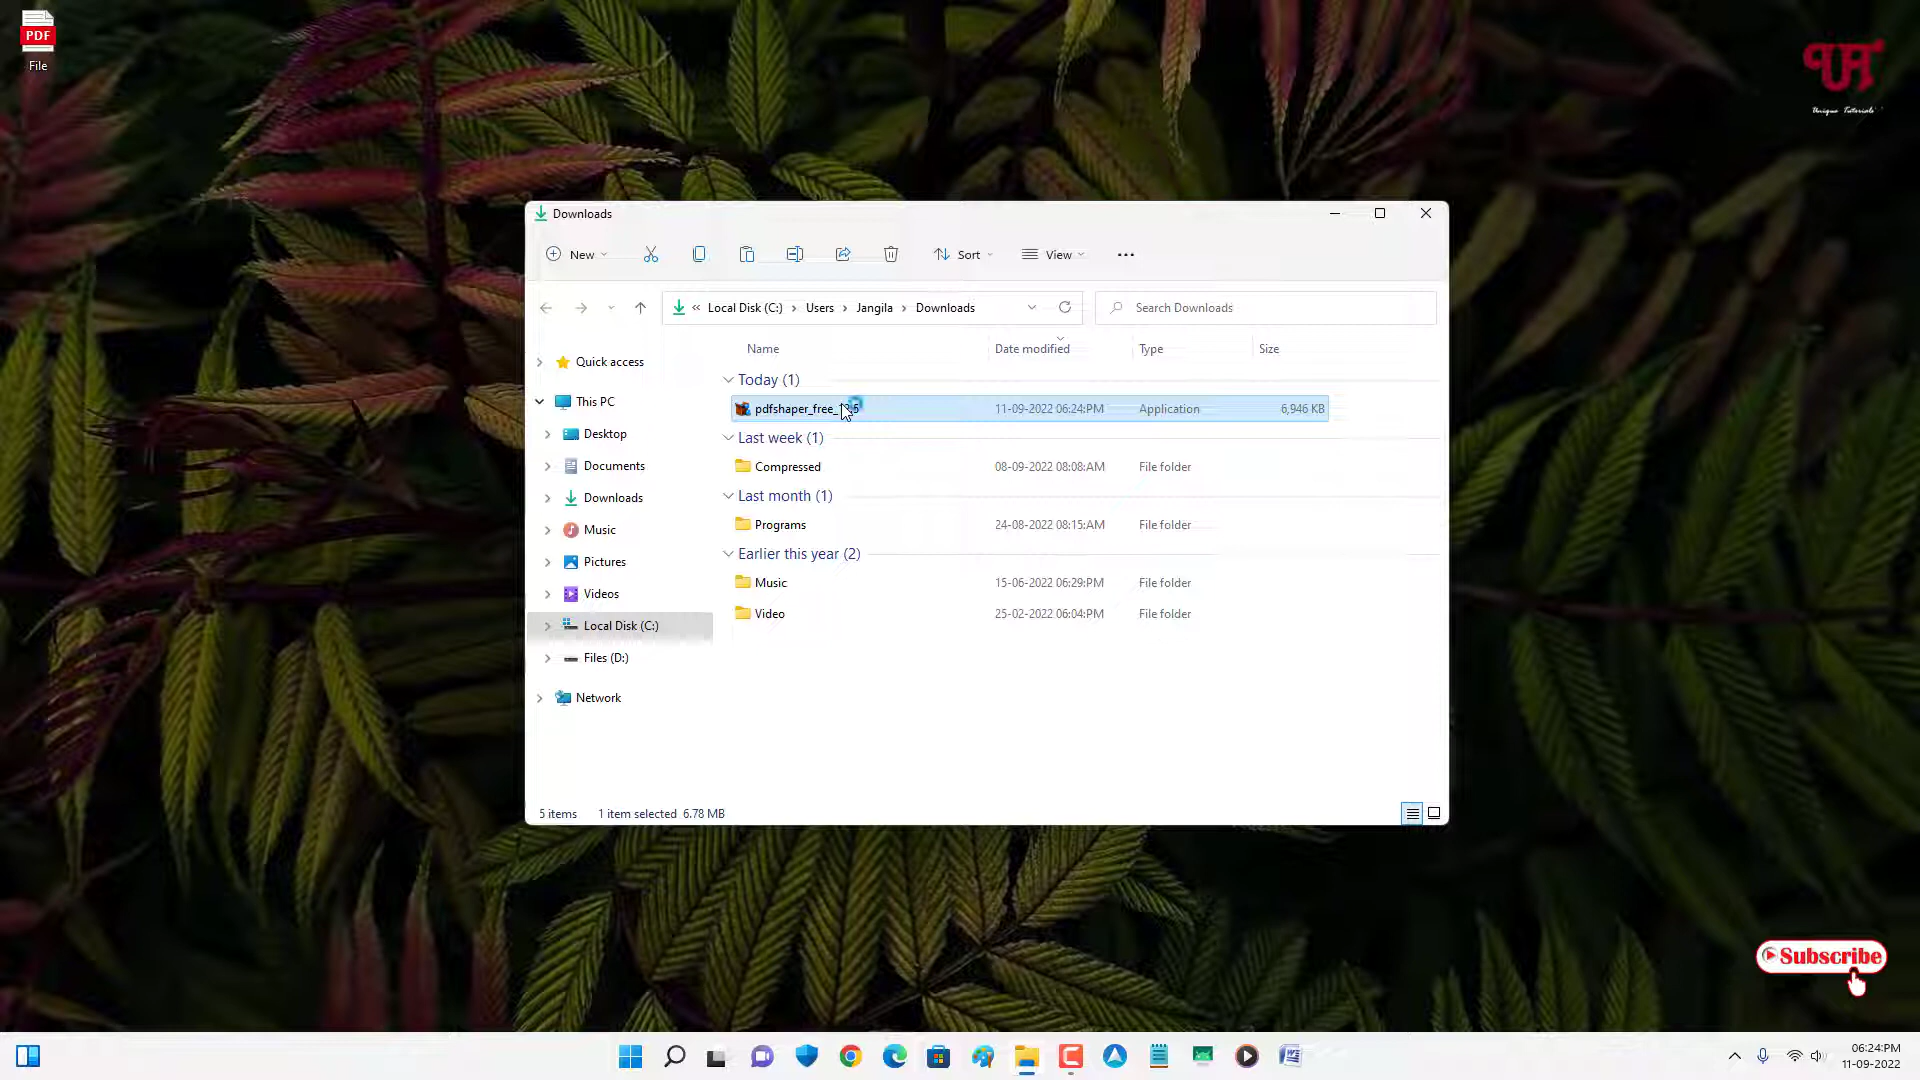 PDF
File
UA
Unique Tutorials
Downloads
New
Sort
View
Local Disk (C:)
Users
Jangila
Downloads
Search Downloads
Name
Date modified
Type
Size
Quick access
This PC
Desktop
Documents
Downloads
Music
Pictures
Videos
Local Disk (C:)
Files (D:)
Network
Today (1)
pdfshaper_free_ 11-09-2022 06:24:PM Application 6,946 KB
Last week (1)
Compressed 08-09-2022 08:08:AM File folder
Last month (1)
Programs 24-08-2022 08:15:AM File folder
Earlier this year (2)
Music 15-06-2022 06:29:PM File folder
Video 25-02-2022 06:04:PM File folder
5 items 1 item selected 6.78 MB
Subscribe
06:24:PM
11-09-2022